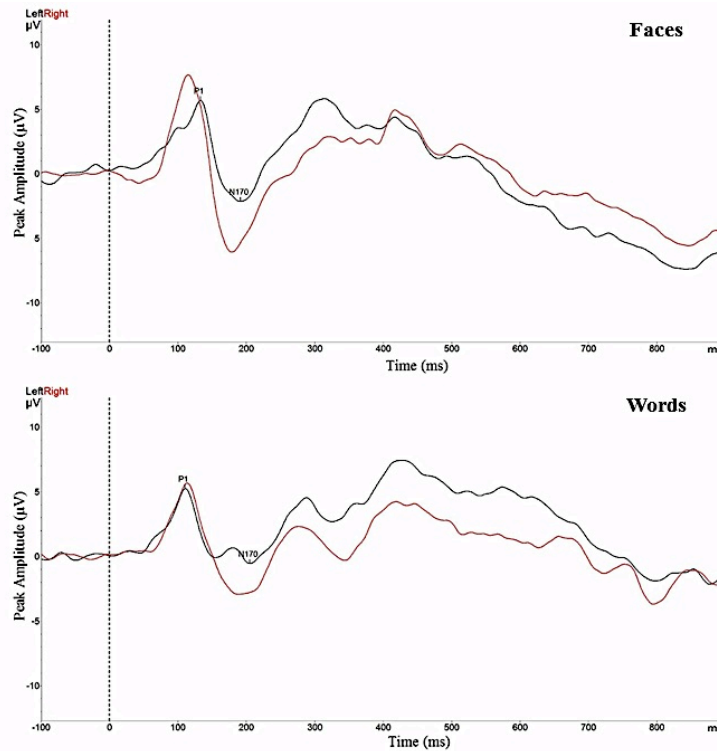 LeftRight
µV
Faces
10
P1
5
0
N170
-5
-10
Peak Amplitude (µV)
-100 0 100 200 300 400 500 600 700 800 m
Time (ms)
LeftRight
µV
Words
10
P1
5
N170
0
-5
-10
Peak Amplitude (µV)
-100 0 100 200 300 400 500 600 700 800 m
Time (ms)